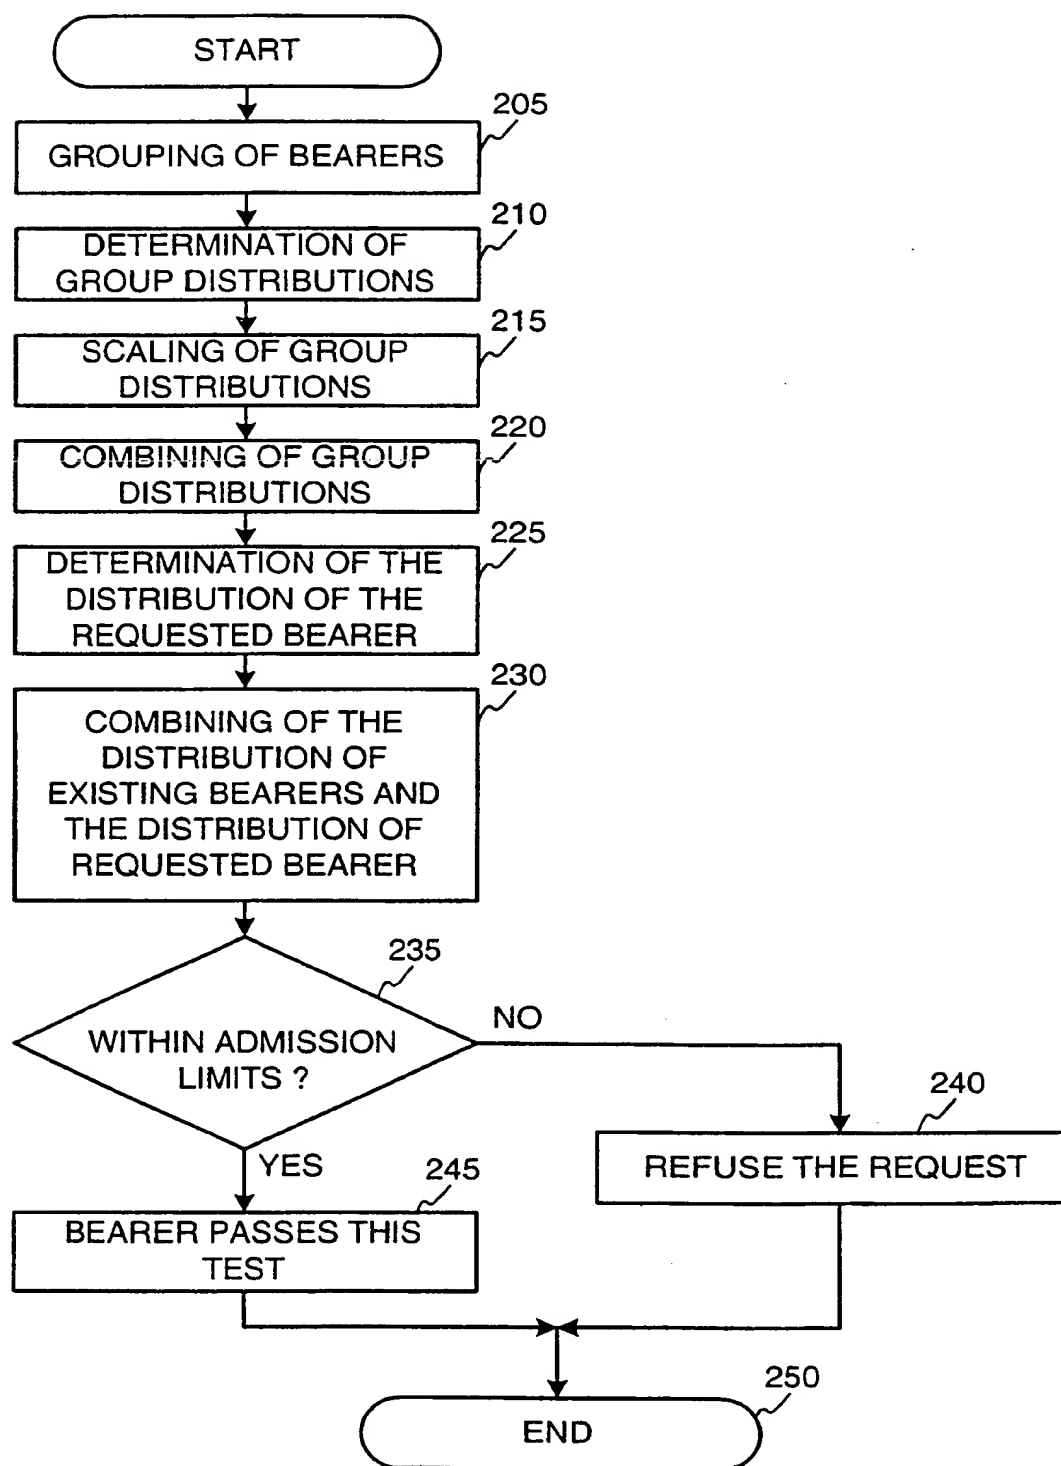 START
205
GROUPING OF BEARERS
210
DETERMINATION OF
GROUP DISTRIBUTIONS
215
SCALING OF GROUP
DISTRIBUTIONS
220
COMBINING OF GROUP
DISTRIBUTIONS
225
DETERMINATION OF THE
DISTRIBUTION OF THE
REQUESTED BEARER
230
COMBINING OF THE
DISTRIBUTION OF
EXISTING BEARERS AND
THE DISTRIBUTION OF
REQUESTED BEARER
235
WITHIN ADMISSION
LIMITS ?
NO
240
REFUSE THE REQUEST
YES
245
BEARER PASSES THIS
TEST
250
END